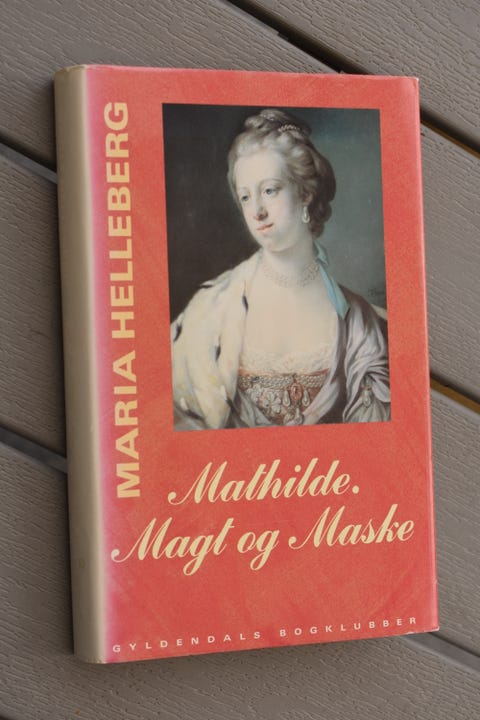 MARIA HELLEBERG
Mathilde.
Magt og Maske
GYLDENDALS BOGKLUBBER